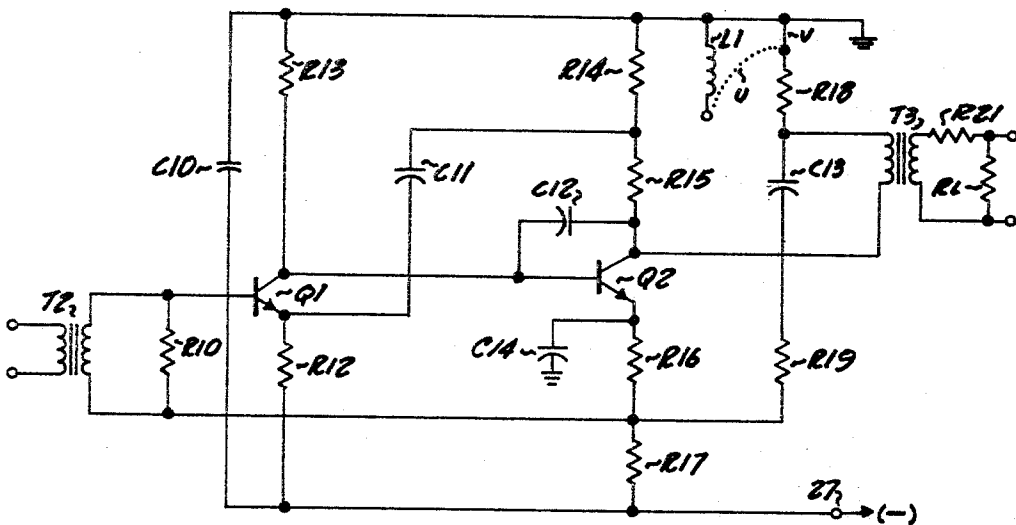 L1
V
R13
R14
U
R18
T3
R21
C10
C11
C12
R15
C13
RL
Q1
Q2
T2
R10
C14
R12
R16
R19
R17
27
(-)